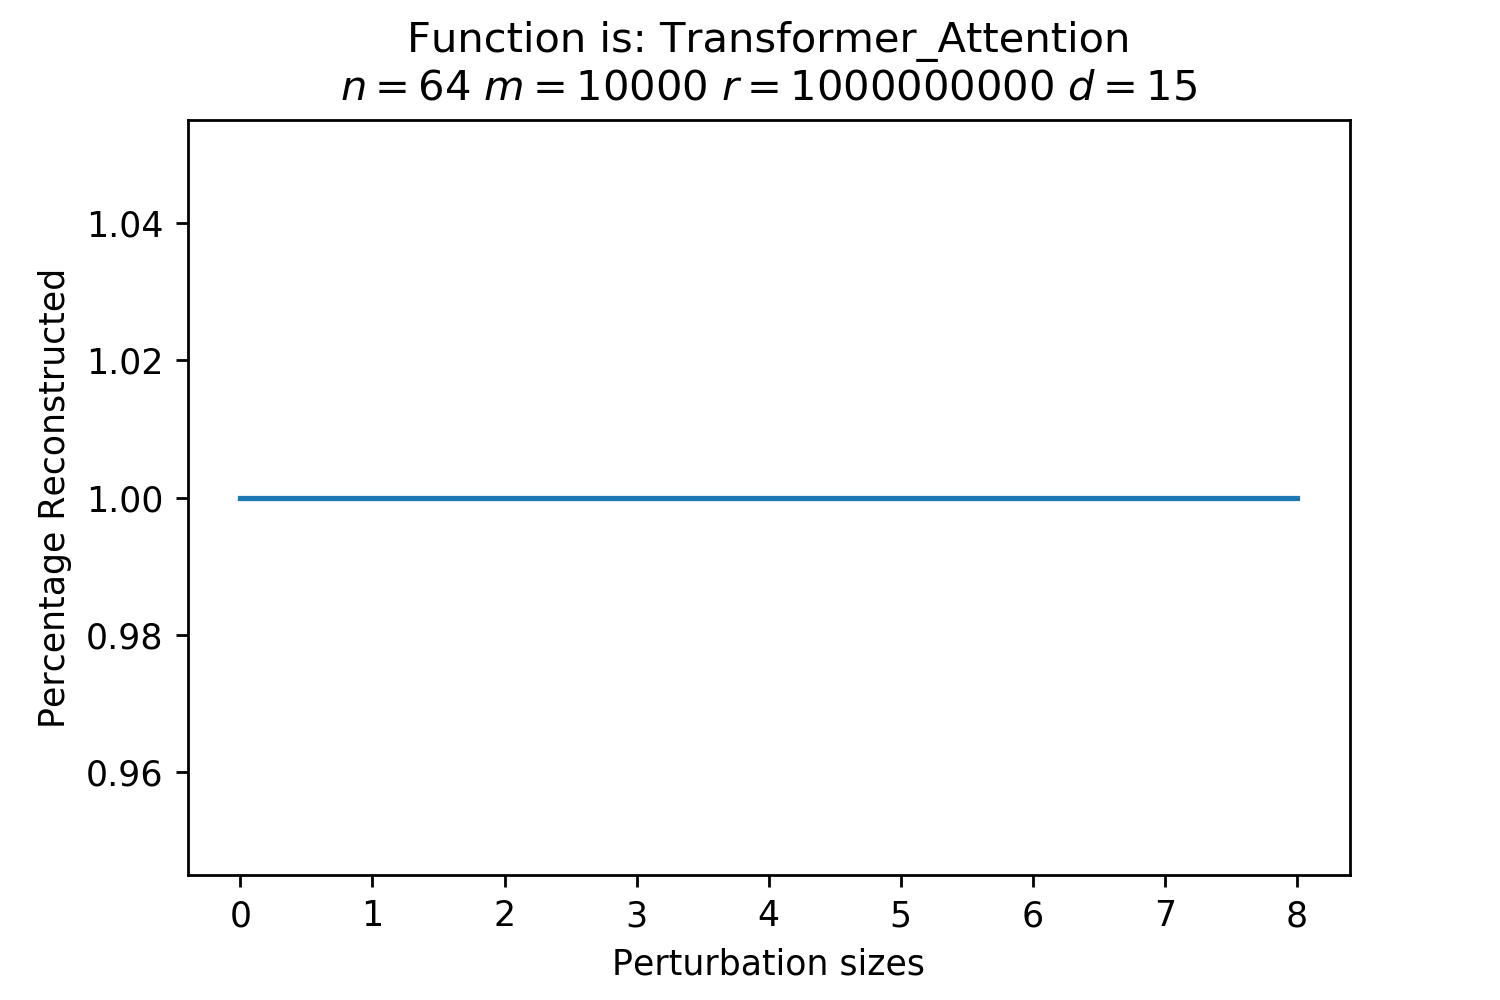 Function is: Transformer_Attention
n = 64 m = 10000 r = 1000000000 d = 15
1.04
1.02
1.00
0.98
0.96
Percentage Reconstructed
0 1 2 3 4 5 6 7 8
Perturbation sizes